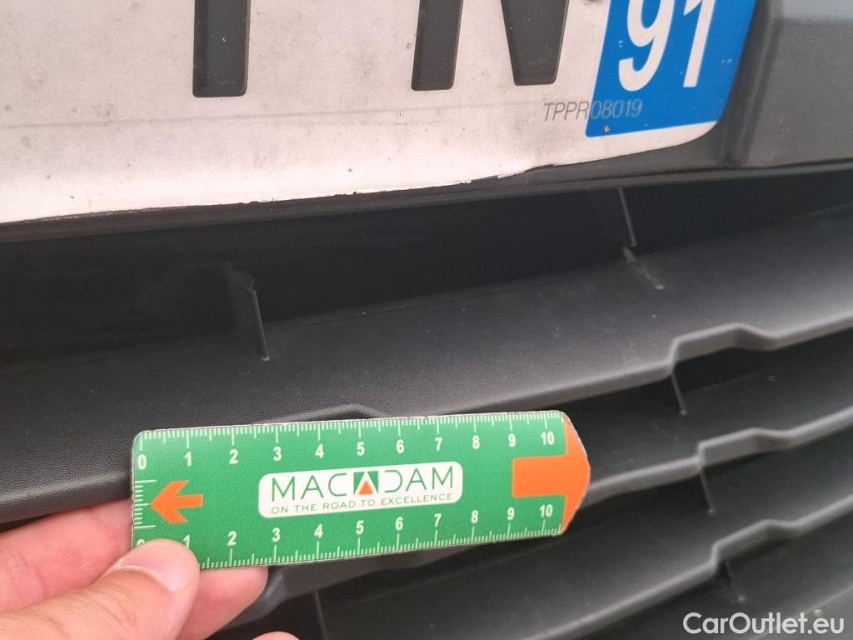 91
TPPR08019
0 1 2 3 4 5 6 7 8 9 10
MACADAM
ON THE ROAD TO EXCELLENCE
0 1 2 3 4 5 6 7 8 9 10
CarOutlet.eu